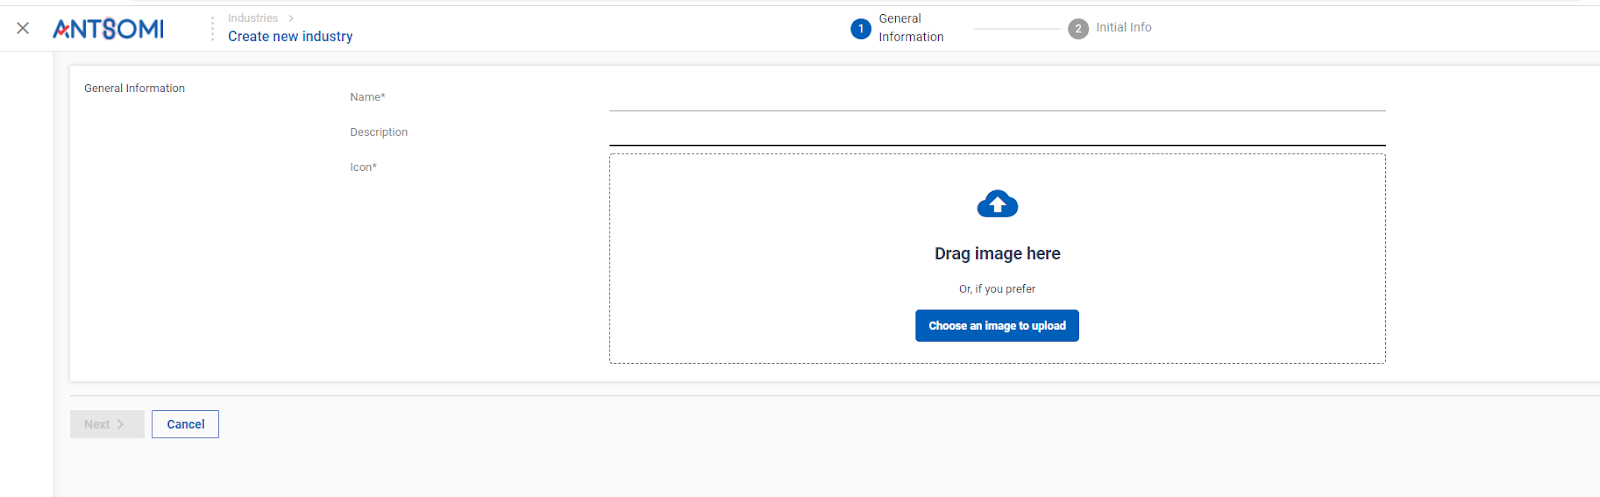 ANTSOMI
Industries
Create new industry
1
General
Information
2
Initial Info
General Information
Name*
Description
Icon*
Drag image here
Or, if you prefer
Choose an image to upload
Next
Cancel